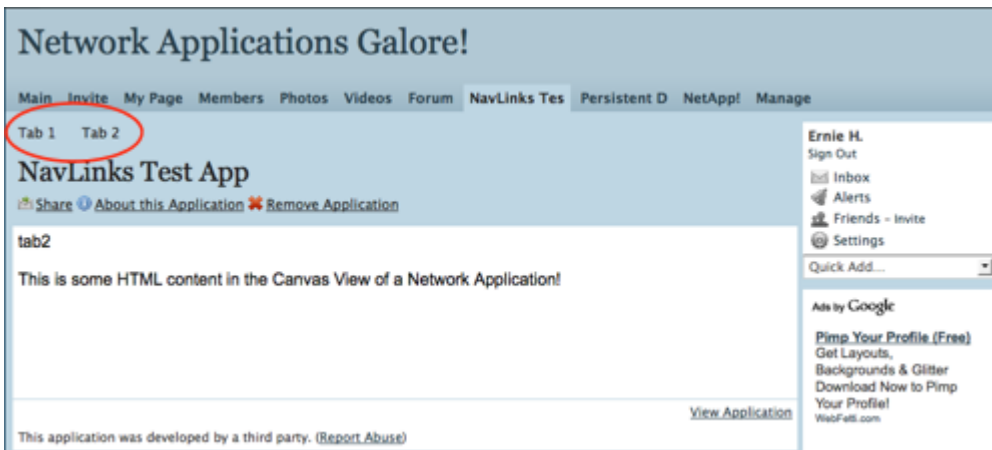 Network Applications Galore!
Main Invite My Page Members Photos Videos Forum NavLinks Tes Persistent D NetApp! Manage
Tab 1 Tab 2
NavLinks Test App
Share About this Application Remove Application
tab2
This is some HTML content in the Canvas View of a Network Application!
View Application
This application was developed by a third party. (Report Abuse)
Ernie H.
Sign Out
Inbox
Alerts
Friends - Invite
Settings
Quick Add...
Ads by Google
Pimp Your Profile (Free)
Get Layouts,
Backgrounds & Glitter
Download Now to Pimp
Your Profile!
WebFetti.com